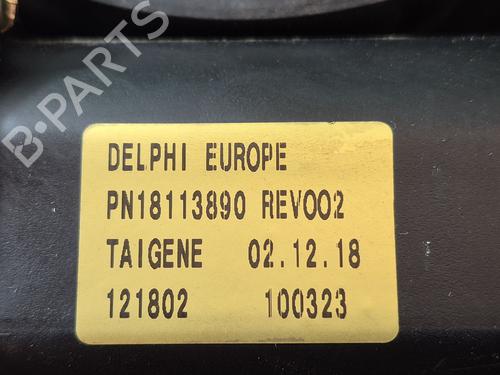 B-PARTS
DELPHI EUROPE
PN18113890 REV002
TAIGENE 02.12.18
121802 100323